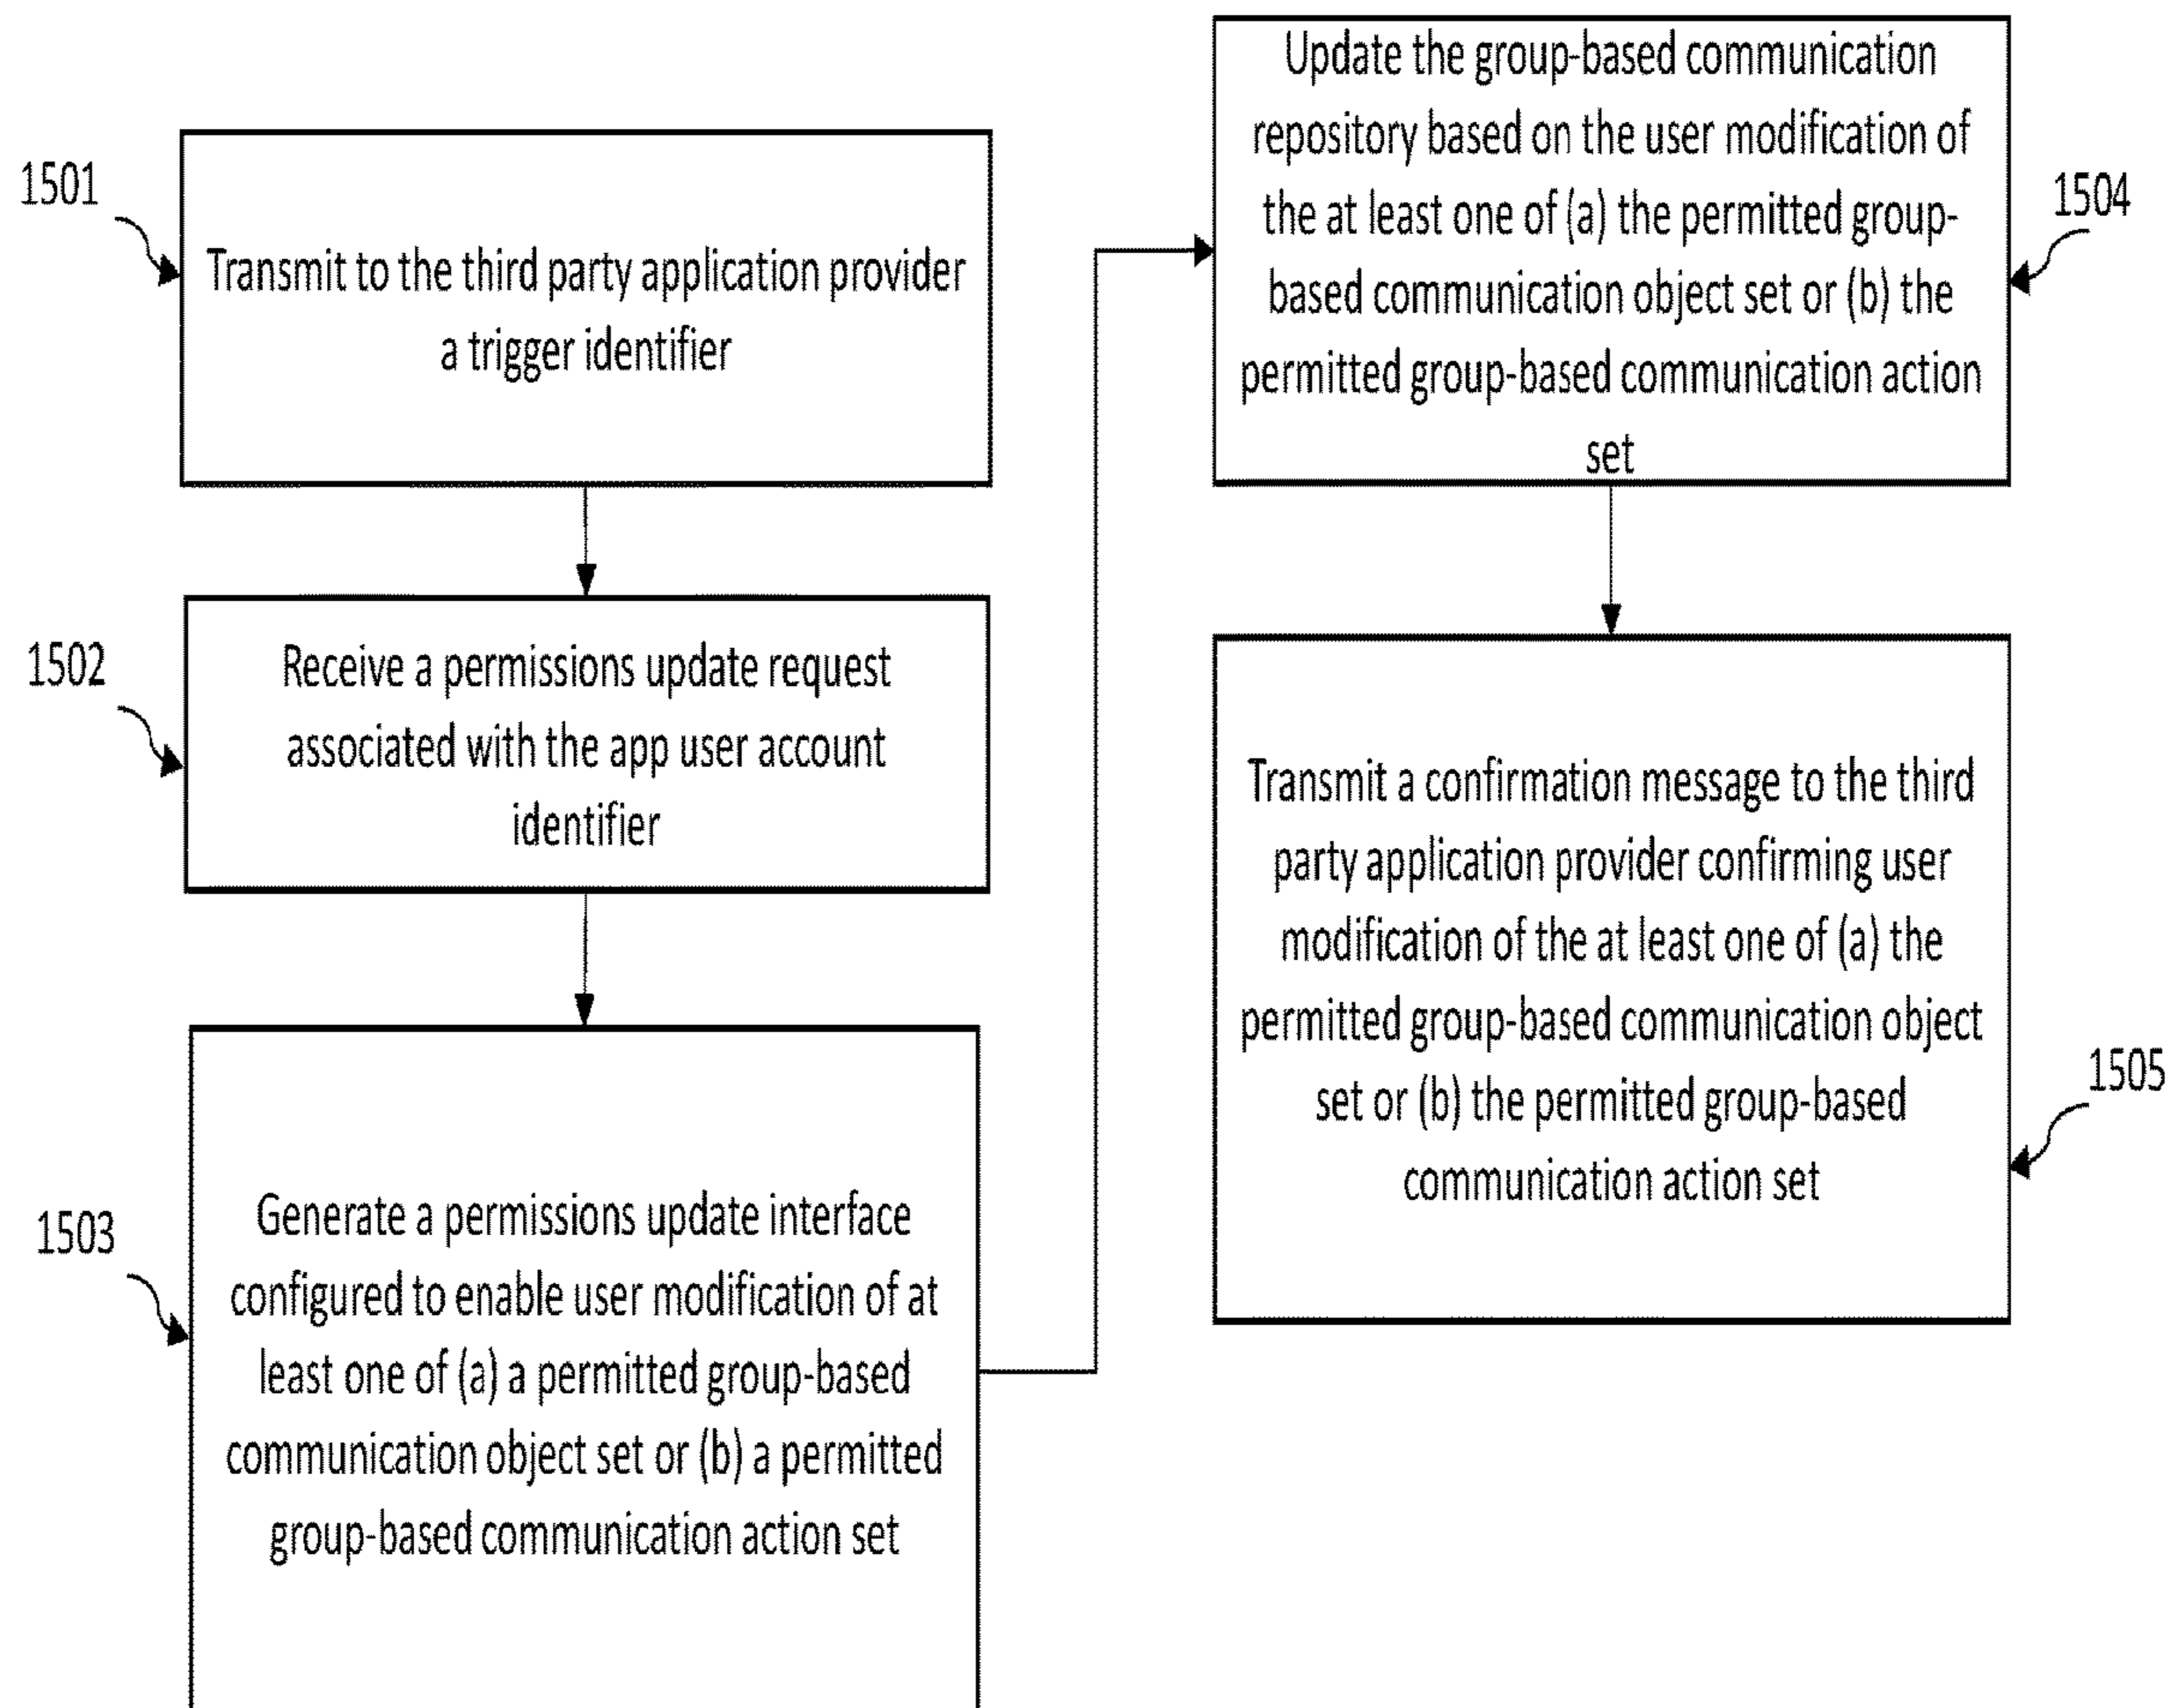 1501
Transmit to the third party application provider
a trigger identifier
1502
Receive a permissions update request
associated with the app user account
identifier
1503
Generate a permissions update interface
configured to enable user modification of at
least one of (a) a permitted group-based
communication object set or (b) a permitted
group-based communication action set
Update the group-based communication
repository based on the user modification of
the at least one of (a) the permitted group-
based communication object set or (b) the
permitted group-based communication action
set
1504
Transmit a confirmation message to the third
party application provider confirming user
modification of the at least one of (a) the
permitted group-based communication object
set or (b) the permitted group-based
communication action set
1505